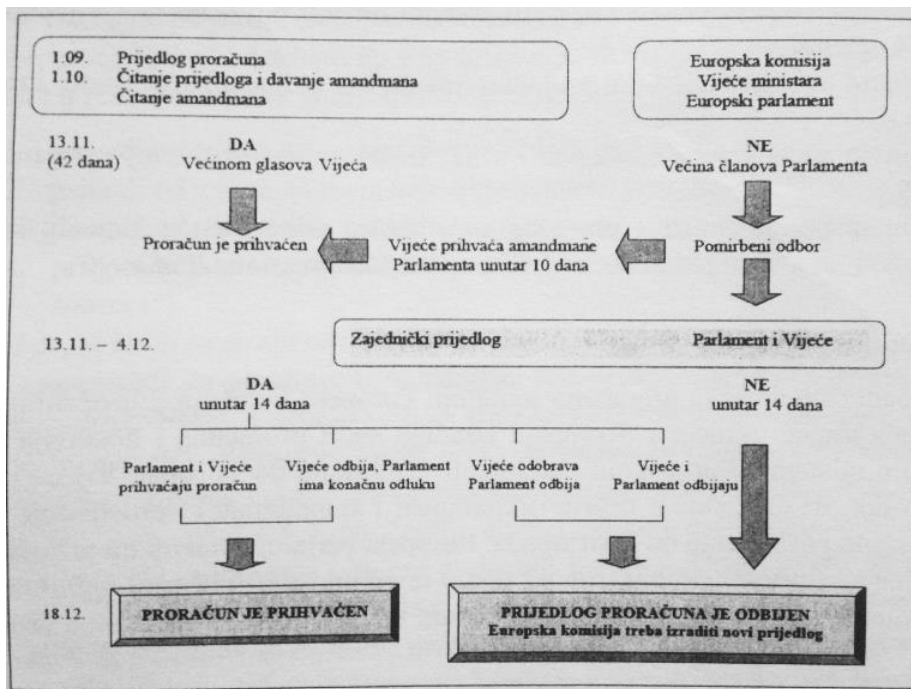 1.09. Prijedlog proračuna
1.10. Čitanje prijedloga i davanje amandmana
Čitanje amandmana
Europska komisija
Vijeće ministara
Europski parlament
13.11.
(42 dana)
DA
Većinom glasova Vijeća
NE
Većina članova Parlamenta
Proračun je prihvaćen
Vijeće prihvaća amandmane
Parlamenta unutar 10 dana
Pomirbeni odbor
13.11. – 4.12.
Zajednički prijedlog
Parlament i Vijeće
DA
unutar 14 dana
NE
unutar 14 dana
Parlament i Vijeće
prihvaćaju proračun
Vijeće odbija, Parlament
ima konačnu odluku
Vijeće odobrava
Parlament odbija
Vijeće i
Parlament odbijaju
18.12.
PRORAČUN JE PRIHVAĆEN
PRIJEDLOG PRORAČUNA JE ODBIJEN
Europska komisija treba izraditi novi prijedlog